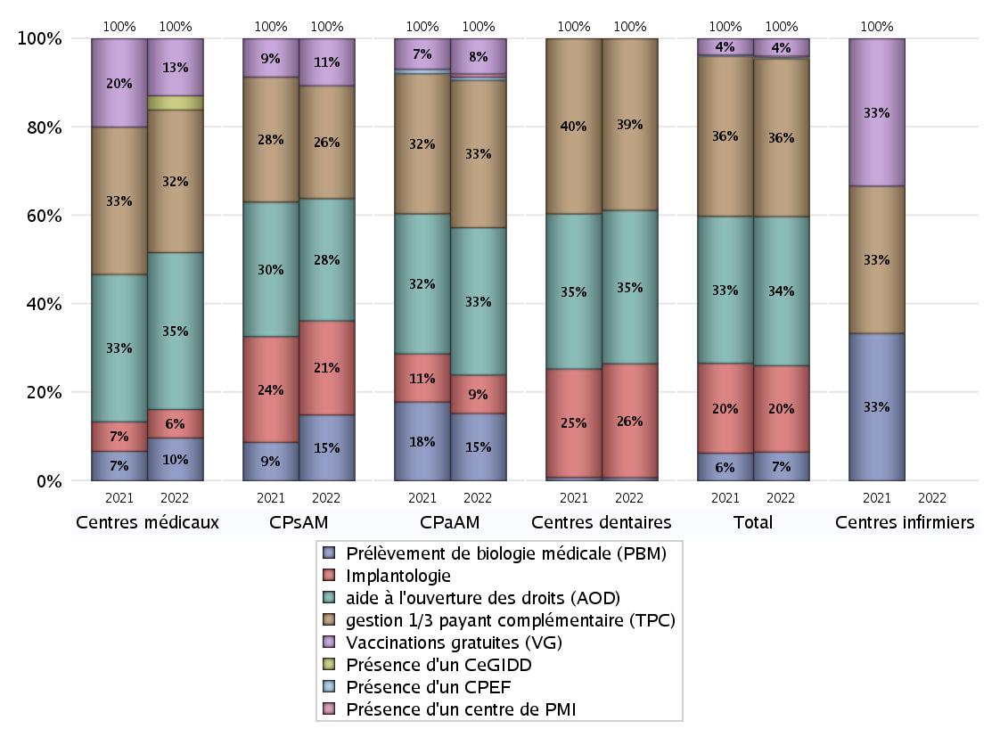 100% 100% 100% 100% 100% 100% 100% 100% 100% 100% 100%
100%
80%
60%
40%
20%
0%
20% 33% 33% 7% 7%
13% 32% 35% 6% 10%
9% 28% 30% 24% 9%
11% 26% 28% 21% 15%
7% 32% 32% 11% 18%
8% 33% 33% 9% 15%
40% 35% 25%
39% 35% 26%
4% 36% 33% 20% 6%
4% 36% 34% 20% 7%
33% 33% 33%
2021 2022 2021 2022 2021 2022 2021 2022 2021 2022 2021 2022
Centres médicaux CPsAM CPaAM Centres dentaires Total Centres infirmiers
Prélèvement de biologie médicale (PBM)
Implantologie
aide à l'ouverture des droits (AOD)
gestion 1/3 payant complémentaire (TPC)
Vaccinations gratuites (VG)
Présence d'un CeGIDD
Présence d'un CPEF
Présence d'un centre de PMI